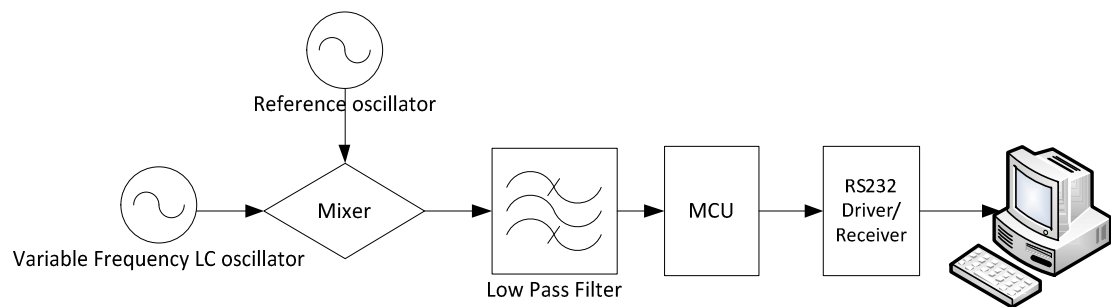 Reference oscillator
Variable Frequency LC oscillator
Mixer
Low Pass Filter
MCU
RS232
Driver/
Receiver